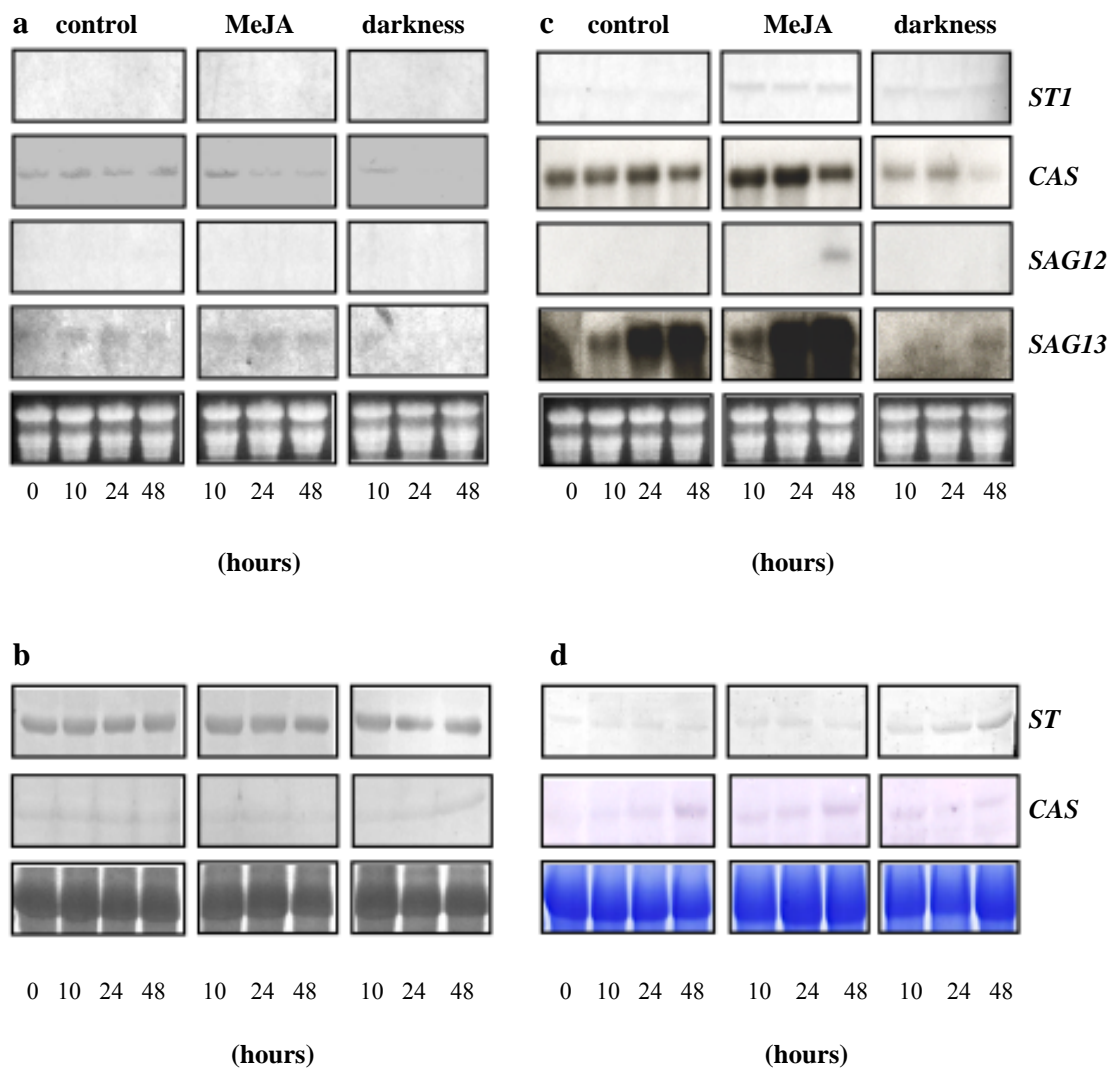 a control MeJA darkness
c control MeJA darkness
ST1
CAS
SAG12
SAG13
0 10 24 48 10 24 48 10 24 48
0 10 24 48 10 24 48 10 24 48
(hours)
(hours)
b
d
ST
CAS
0 10 24 48 10 24 48 10 24 48
0 10 24 48 10 24 48 10 24 48
(hours)
(hours)